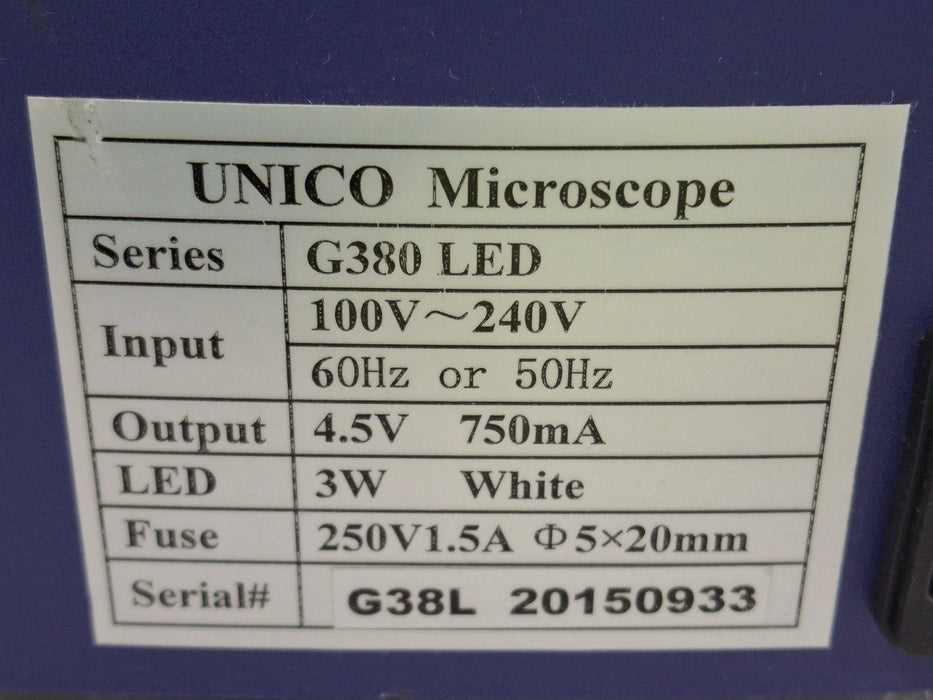 UNICO Microscope
Series G380 LED
Input 100V~240V
60Hz or 50Hz
Output 4.5V 750mA
LED 3W White
Fuse 250V1.5A Φ5×20mm
Serial# G38L 20150933